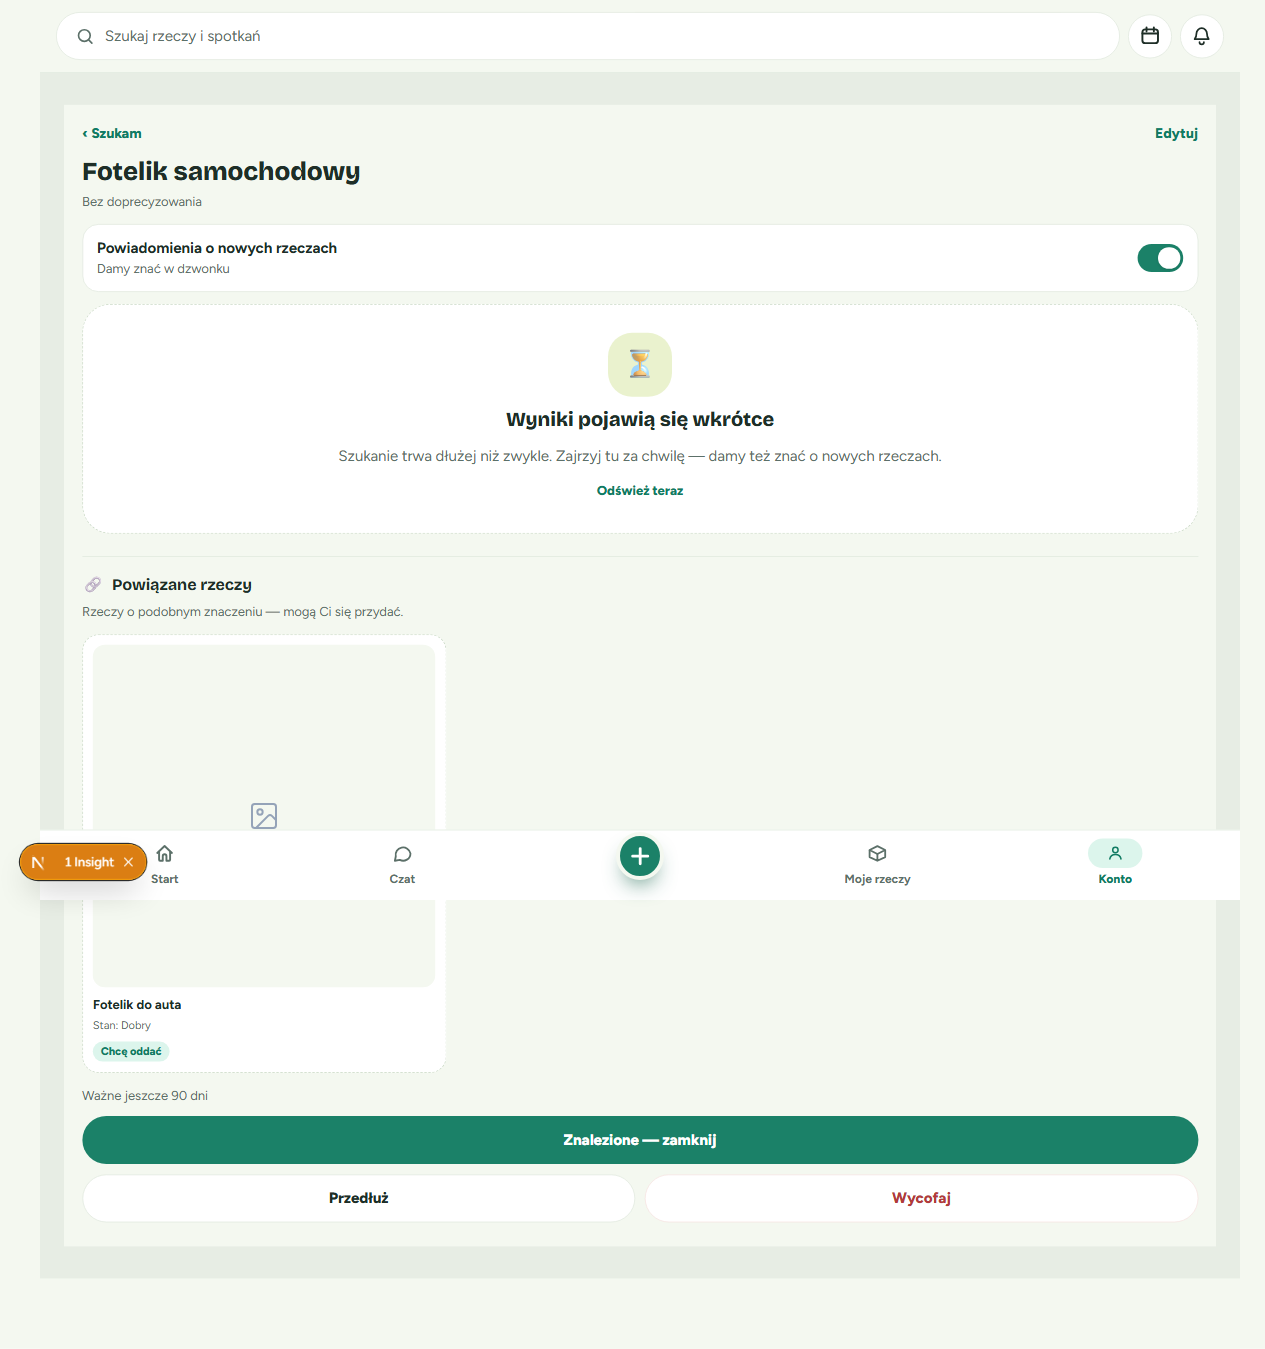 Szukaj rzeczy i spotkań
‹ Szukam
Edytuj
Fotelik samochodowy
Bez doprecyzowania
Powiadomienia o nowych rzeczach
Damy znać w dzwonku
Wyniki pojawią się wkrótce
Szukanie trwa dłużej niż zwykle. Zajrzyj tu za chwilę — damy też znać o nowych rzeczach.
Odśwież teraz
Powiązane rzeczy
Rzeczy o podobnym znaczeniu — mogą Ci się przydać.
N 1 Insight
Start
Czat
Moje rzeczy
Konto
Fotelik do auta
Stan: Dobry
Chcę oddać
Ważne jeszcze 90 dni
Znalezione — zamknij
Przedłuż
Wycofaj